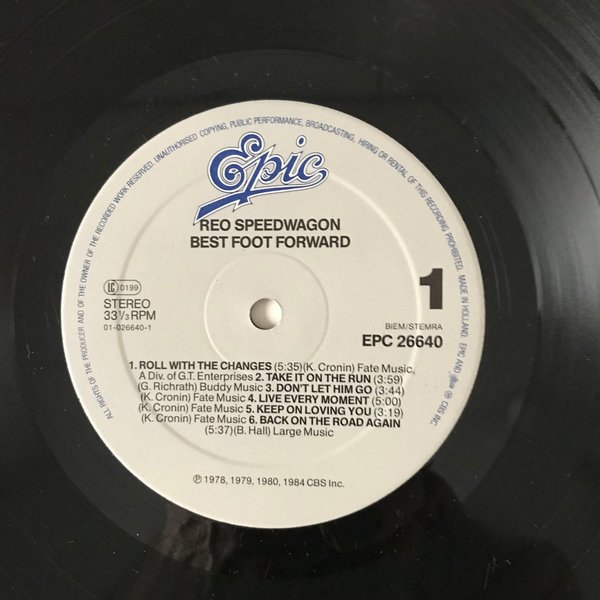 ALL RIGHTS OF THE PRODUCER AND OF THE OWNER OF THE RECORDED WORK RESERVED. UNAUTHORISED COPYING, PUBLIC PERFORMANCE, BROADCASTING, HIRING OR RENTAL OF THIS RECORDING PROHIBITED. MADE IN HOLLAND. EPIC AND ARE ® CBS INC.
Epic
REO SPEEDWAGON
BEST FOOT FORWARD
LC 0199
STEREO
33⅓ RPM
01-026640-1
1
BIEM/STEMRA
EPC 26640
1. ROLL WITH THE CHANGES (5:35)(K. Cronin) Fate Music,
A Div. of G.T. Enterprises 2. TAKE IT ON THE RUN (3:59)
(G. Richrath) Buddy Music 3. DON'T LET HIM GO (3:44)
(K. Cronin) Fate Music 4. LIVE EVERY MOMENT (5:00)
(K. Cronin) Fate Music 5. KEEP ON LOVING YOU (3:19)
(K. Cronin) Fate Music 6. BACK ON THE ROAD AGAIN
(5:37)(B. Hall) Large Music
℗ 1978, 1979, 1980, 1984 CBS Inc.